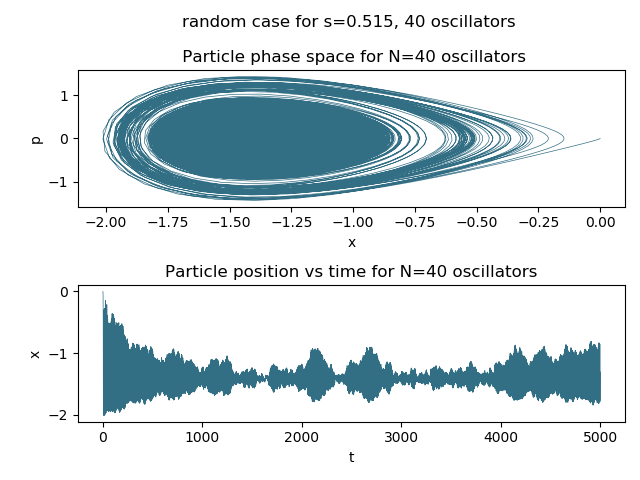 random case for s=0.515, 40 oscillators
Particle phase space for N=40 oscillators
1
0
−1
p
−2.00 −1.75 −1.50 −1.25 −1.00 −0.75 −0.50 −0.25 0.00
x
Particle position vs time for N=40 oscillators
0
−1
−2
x
0 1000 2000 3000 4000 5000
t